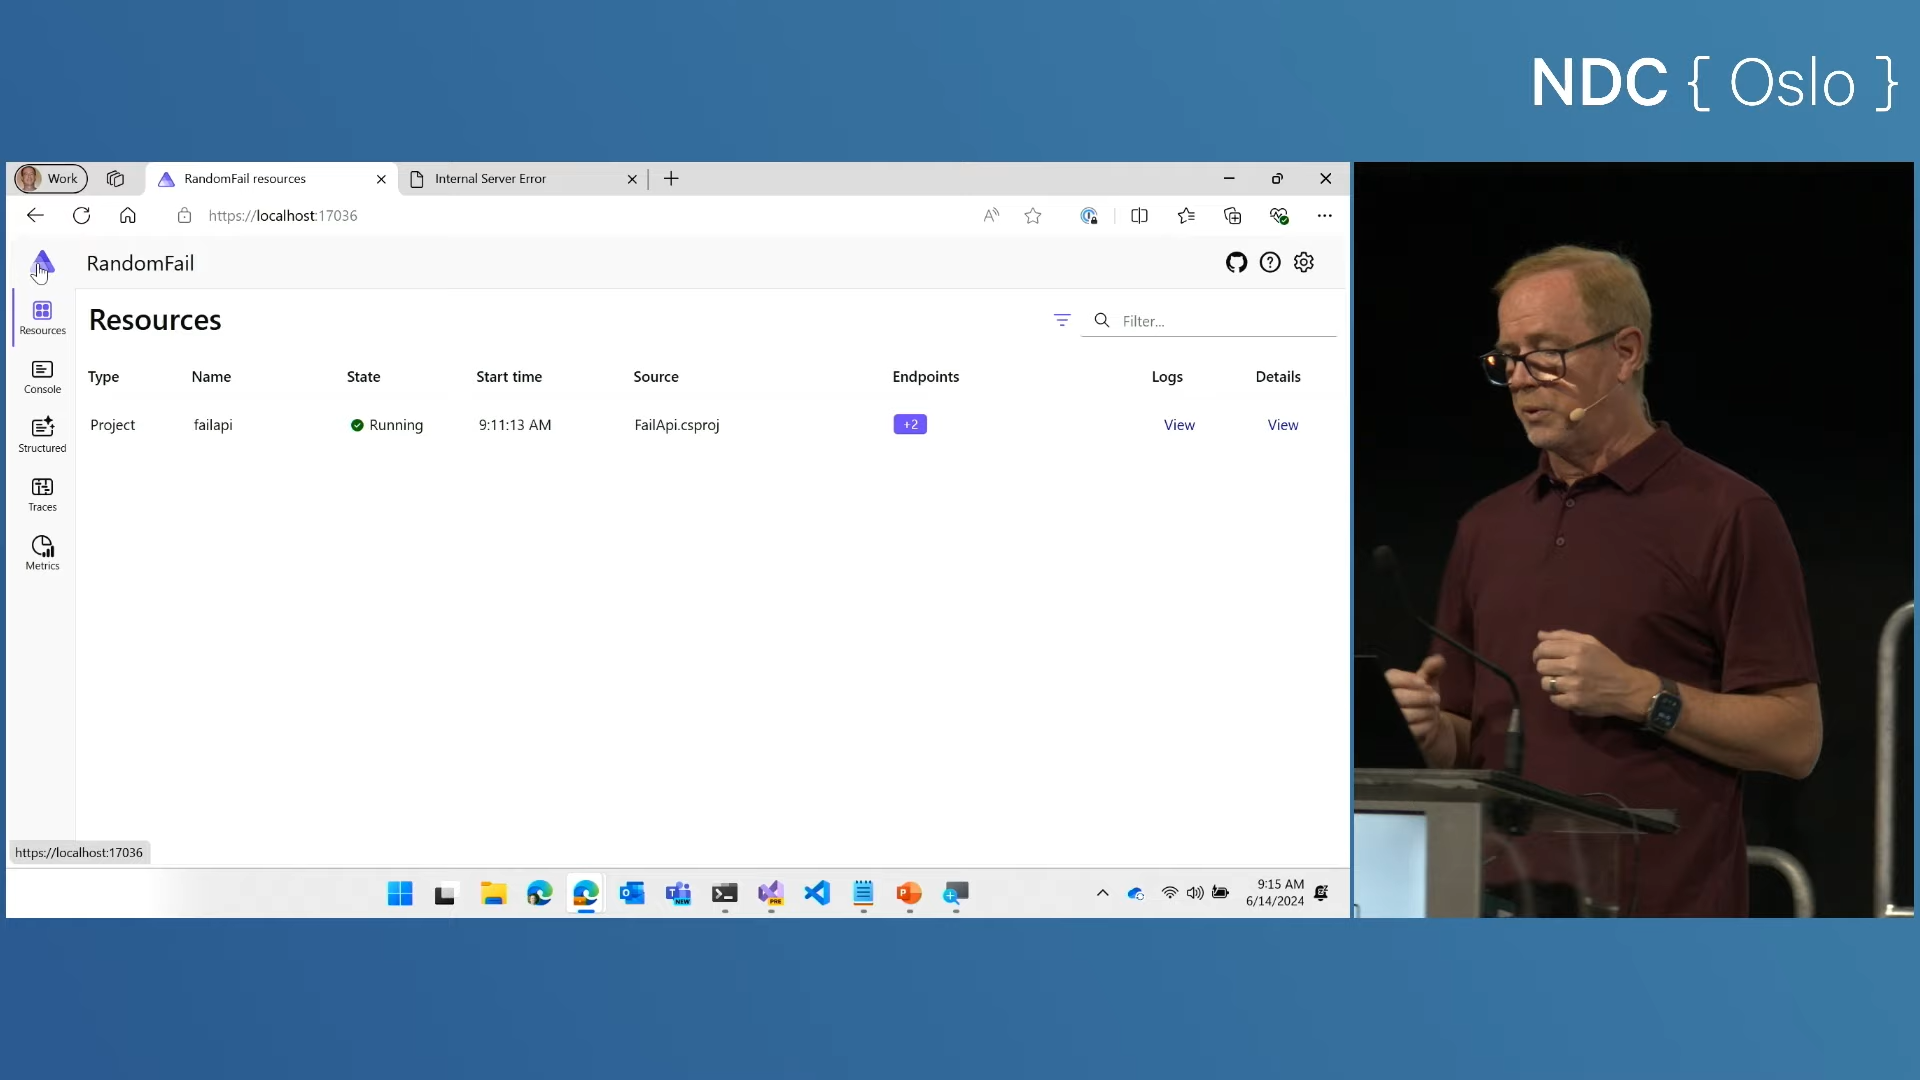 NDC { Oslo }
Work
RandomFail resources
Internal Server Error
https://localhost:17036
RandomFail
Resources
Resources
Filter...
Console
Structured
Traces
Metrics
Type Name State Start time Source Endpoints Logs Details
Project failapi Running 9:11:13 AM FailApi.csproj +2 View View
https://localhost:17036
NEW
PRE
9:15 AM
6/14/2024